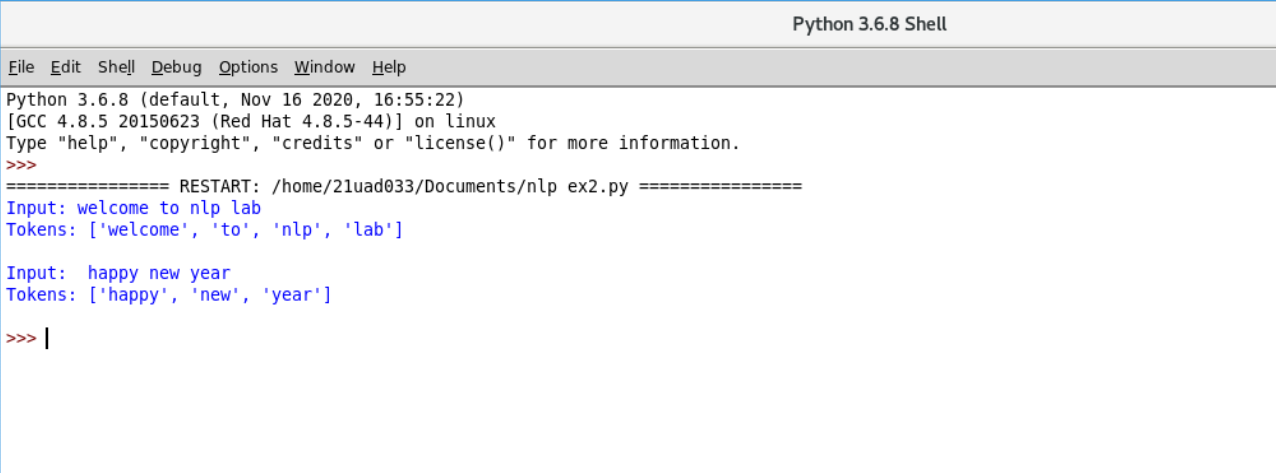 Python 3.6.8 Shell
File Edit Shell Debug Options Window Help
Python 3.6.8 (default, Nov 16 2020, 16:55:22)
[GCC 4.8.5 20150623 (Red Hat 4.8.5-44)] on linux
Type "help", "copyright", "credits" or "license()" for more information.
>>>
================ RESTART: /home/21uad033/Documents/nlp ex2.py ================
Input: welcome to nlp lab
Tokens: ['welcome', 'to', 'nlp', 'lab']
Input:  happy new year
Tokens: ['happy', 'new', 'year']
>>>